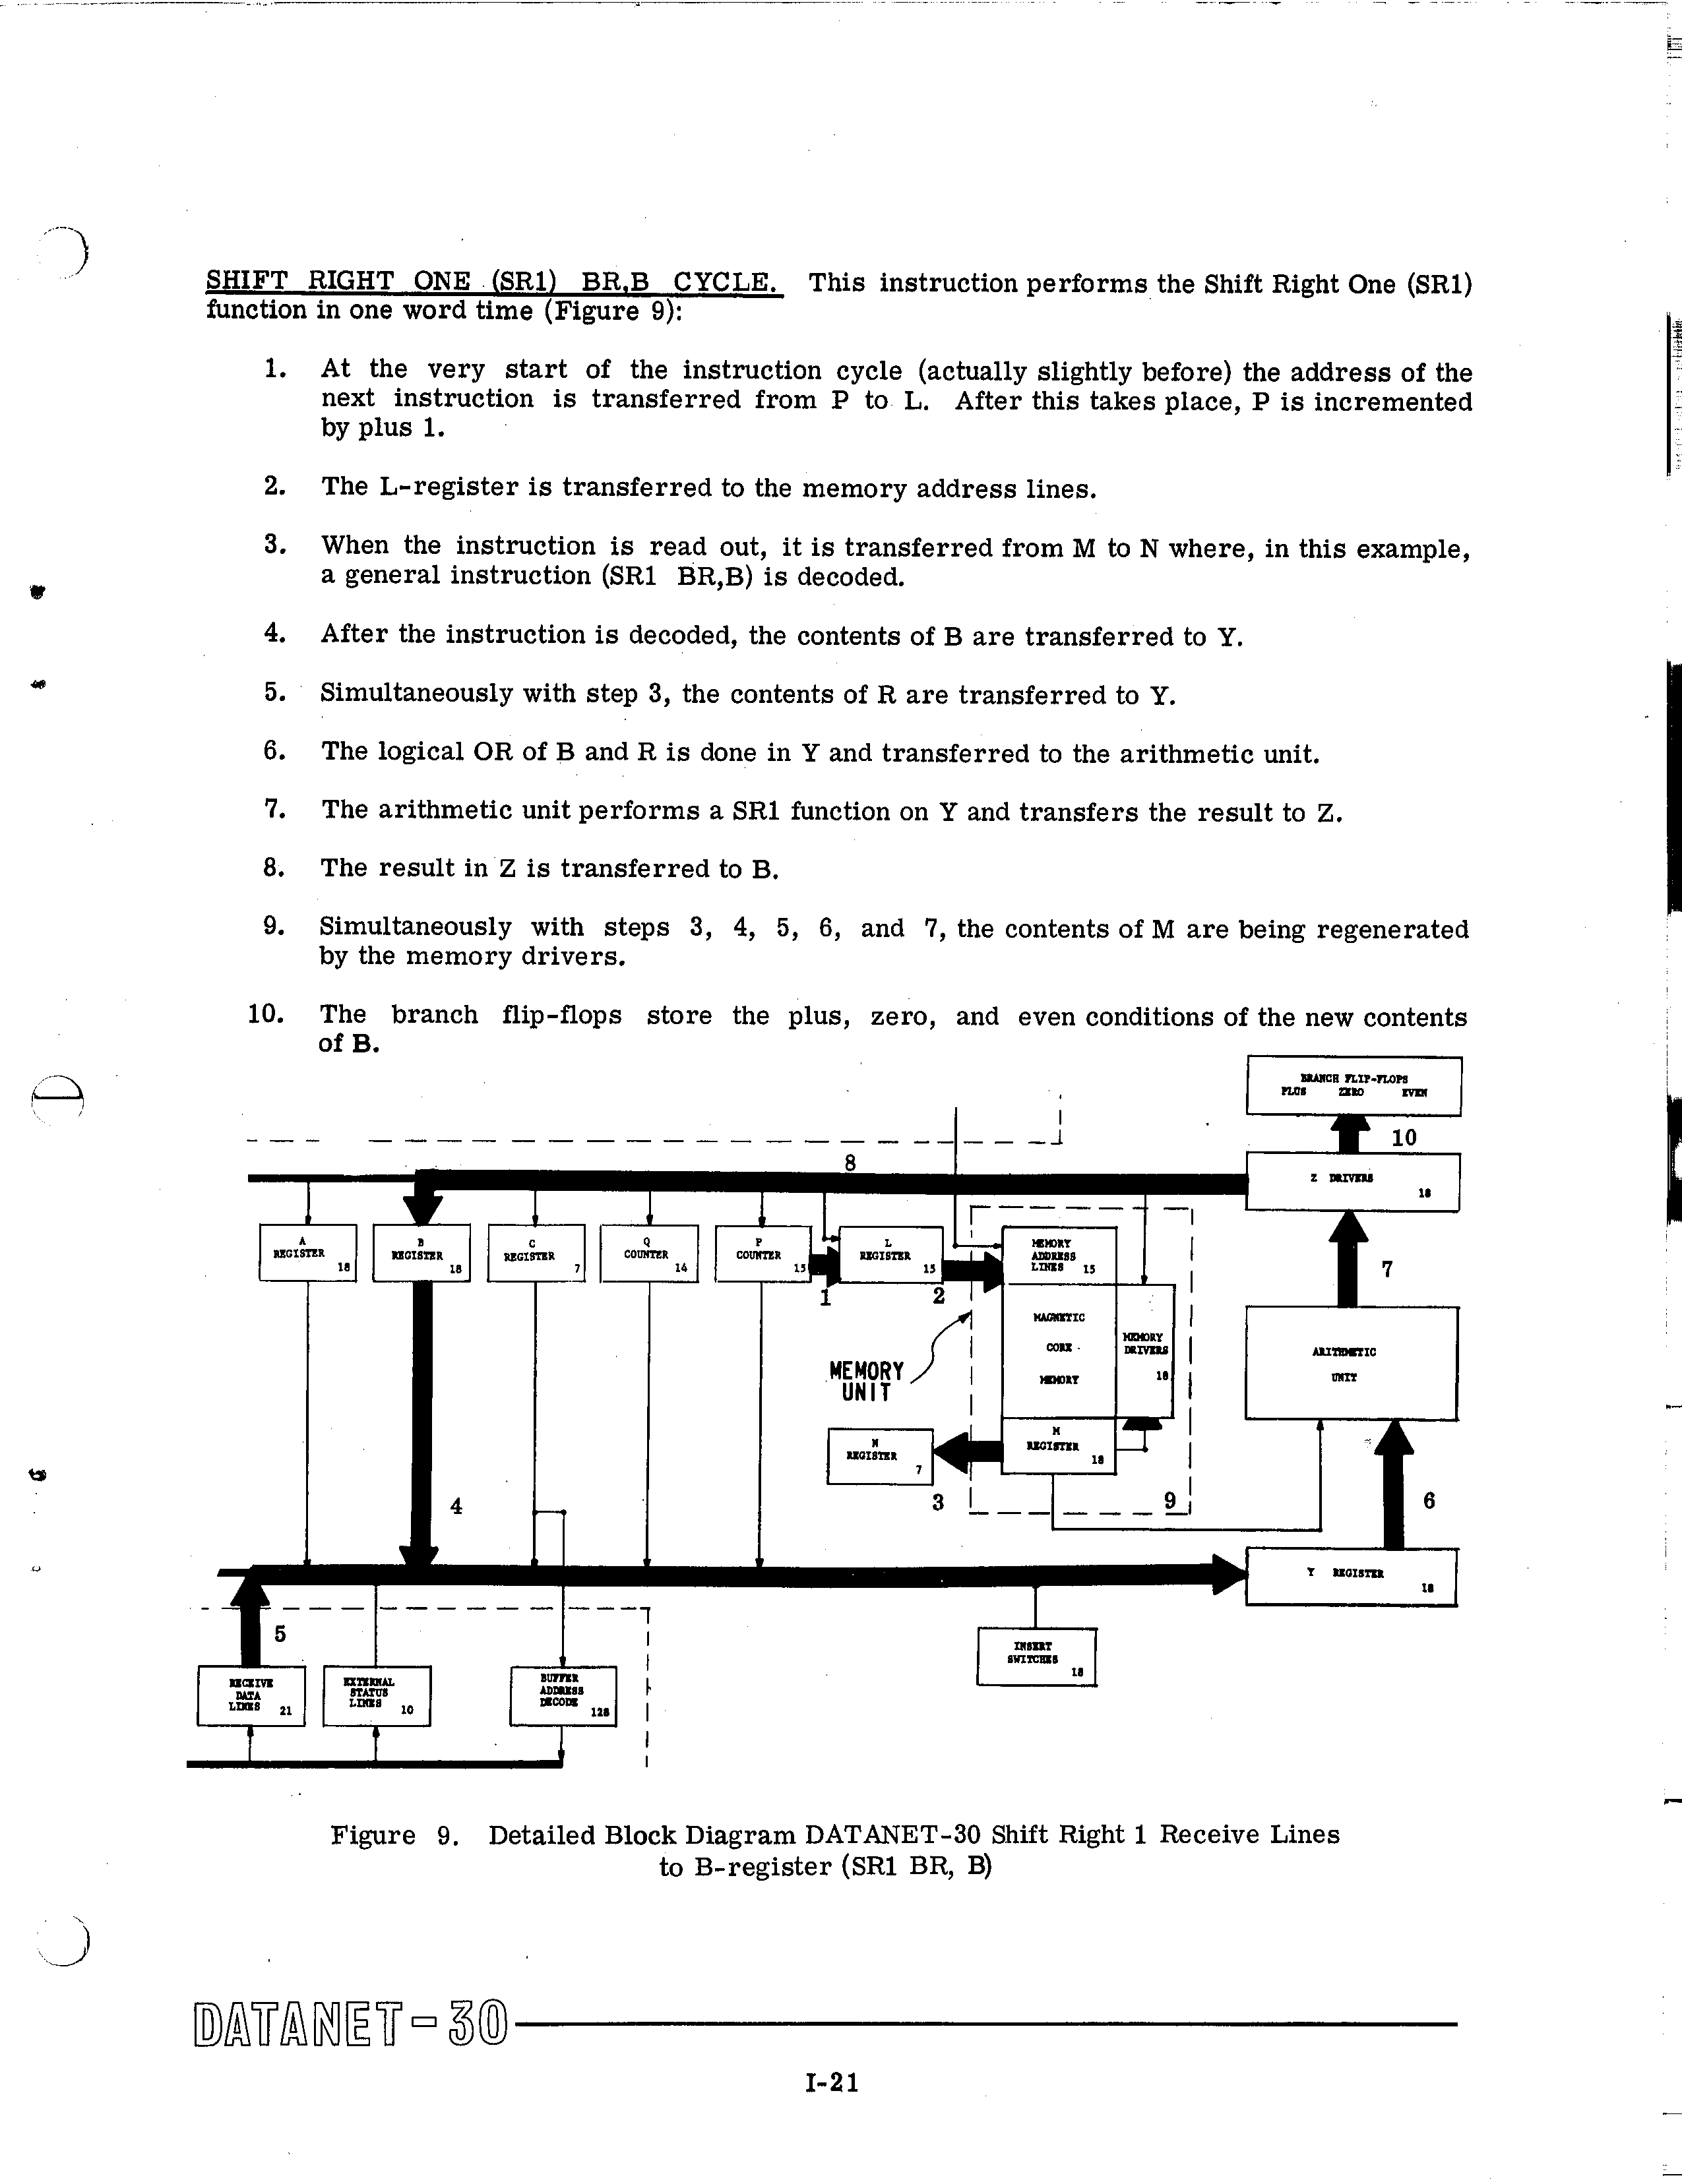 SHIFT RIGHT ONE (SR1) BR,B CYCLE. This instruction performs the Shift Right One (SR1)
function in one word time (Figure 9):
1. At the very start of the instruction cycle (actually slightly before) the address of the
next instruction is transferred from P to L. After this takes place, P is incremented
by plus 1.
2. The L-register is transferred to the memory address lines.
3. When the instruction is read out, it is transferred from M to N where, in this example,
a general instruction (SR1 BR,B) is decoded.
4. After the instruction is decoded, the contents of B are transferred to Y.
5. Simultaneously with step 3, the contents of R are transferred to Y.
6. The logical OR of B and R is done in Y and transferred to the arithmetic unit.
7. The arithmetic unit performs a SR1 function on Y and transfers the result to Z.
8. The result in Z is transferred to B.
9. Simultaneously with steps 3, 4, 5, 6, and 7, the contents of M are being regenerated
by the memory drivers.
10. The branch flip-flops store the plus, zero, and even conditions of the new contents
of B.
BRANCH FLIP-FLOPS
PLUS ZERO EVEN
10
8
Z DRIVERS
18
A
REGISTER
18
B
REGISTER
18
C
REGISTER
7
Q
COUNTER
14
P
COUNTER
15
L
REGISTER
15
MEMORY
ADDRESS
LINES 15
1
2
7
MAGNETIC
CORE
MEMORY
MEMORY
DRIVERS
18
ARITHMETIC
UNIT
MEMORY
UNIT
N
REGISTER
7
M
REGISTER
18
3
9
4
6
Y REGISTER
18
5
INSERT
SWITCHES
18
RECEIVE
DATA
LINES 21
EXTERNAL
STATUS
LINES 10
BUFFER
ADDRESS
DECODE
128
Figure 9. Detailed Block Diagram DATANET-30 Shift Right 1 Receive Lines
to B-register (SR1 BR, B)
DATANET-30
I-21